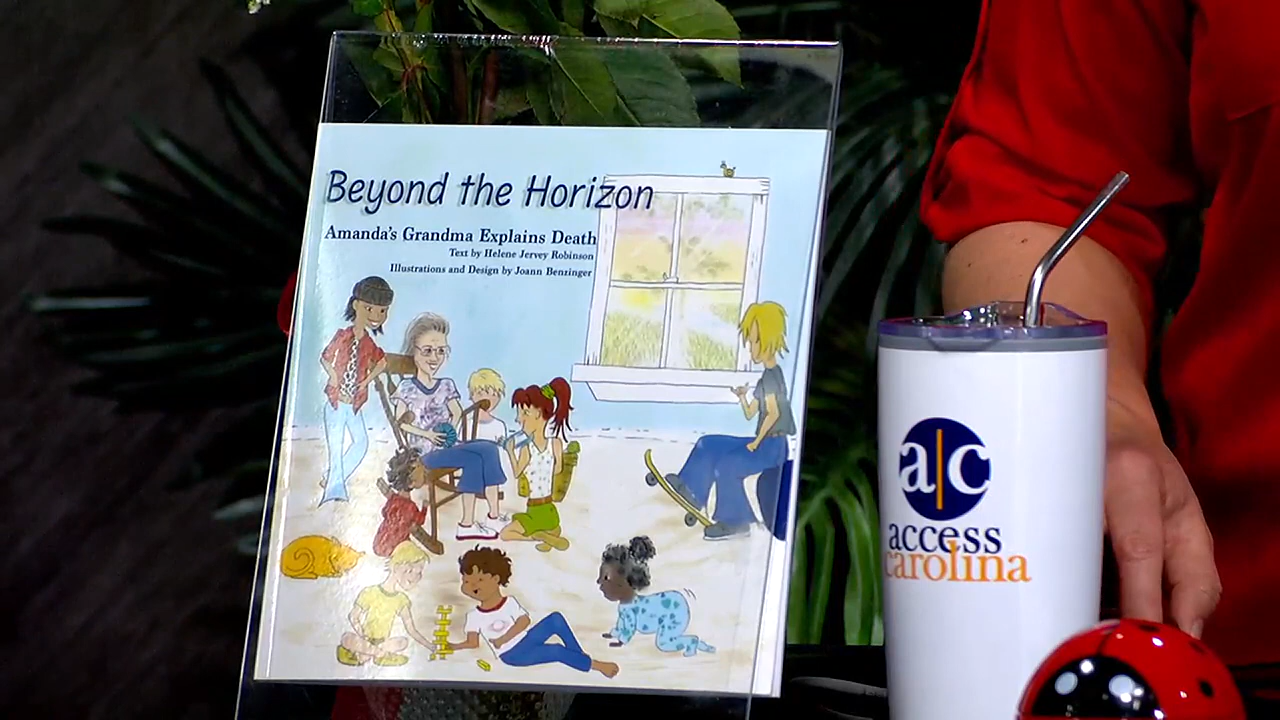 Beyond the Horizon
Amanda's Grandma Explains Death
Text by Helene Jervey Robinson
Illustrations and Design by Joann Benzinger
a|c
access
carolina